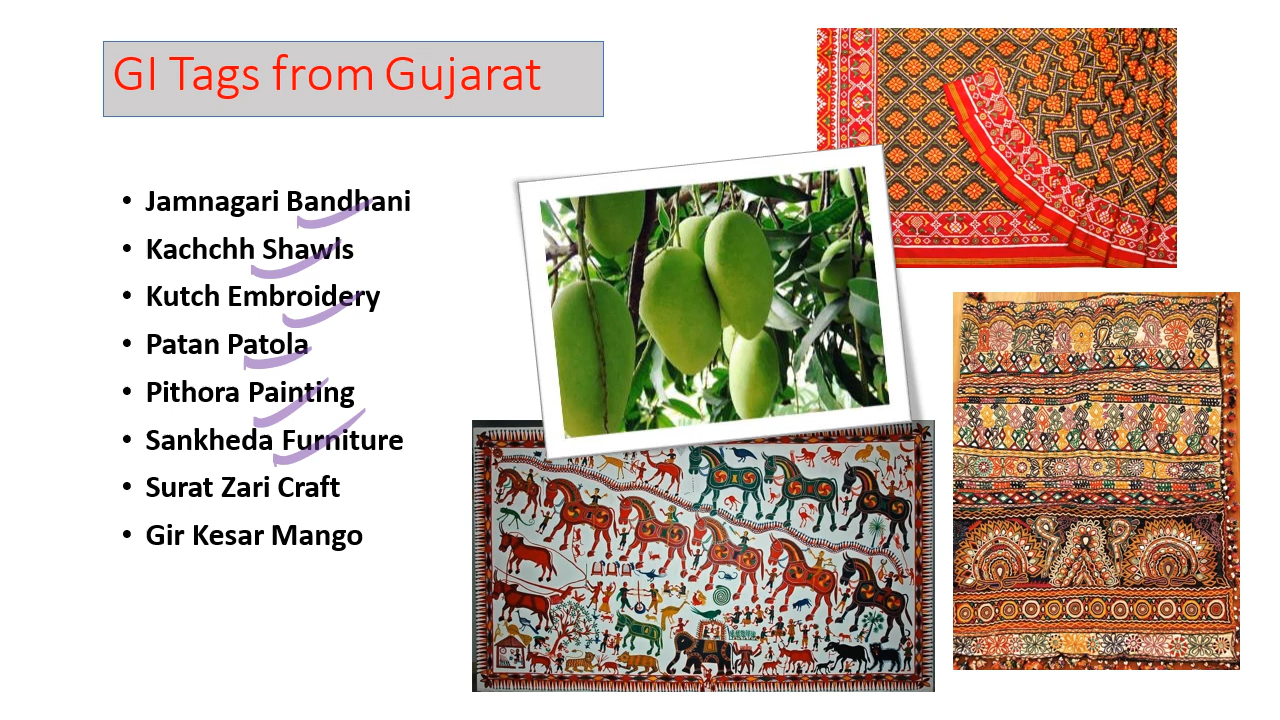 GI Tags from Gujarat
• Jamnagari Bandhani
• Kachchh Shawls
• Kutch Embroidery
• Patan Patola
• Pithora Painting
• Sankheda Furniture
• Surat Zari Craft
• Gir Kesar Mango